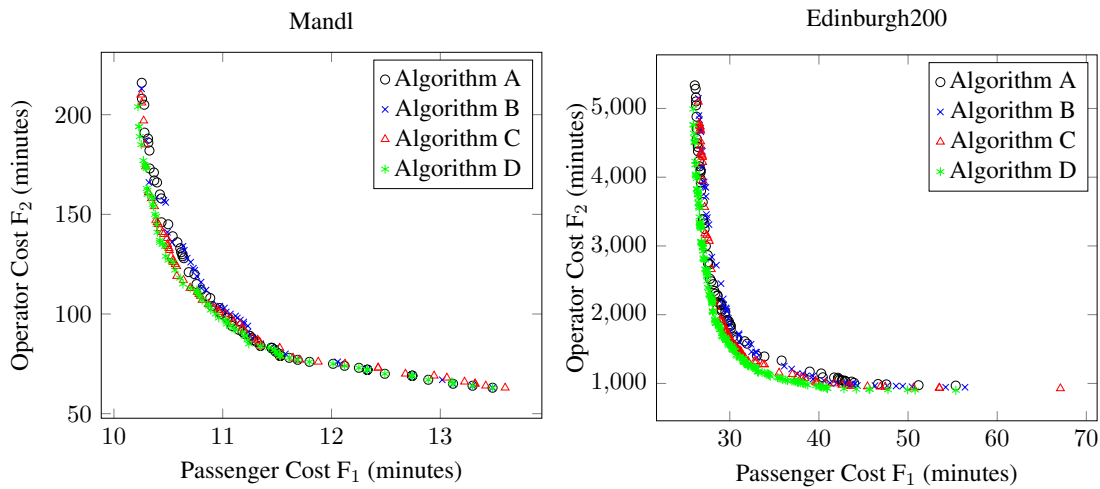 Mandl
Operator Cost F₂ (minutes)
200
150
100
50
10
11
12
13
Passenger Cost F₁ (minutes)
Algorithm A
Algorithm B
Algorithm C
Algorithm D
Edinburgh200
Operator Cost F₂ (minutes)
5,000
4,000
3,000
2,000
1,000
30
40
50
60
70
Passenger Cost F₁ (minutes)
Algorithm A
Algorithm B
Algorithm C
Algorithm D